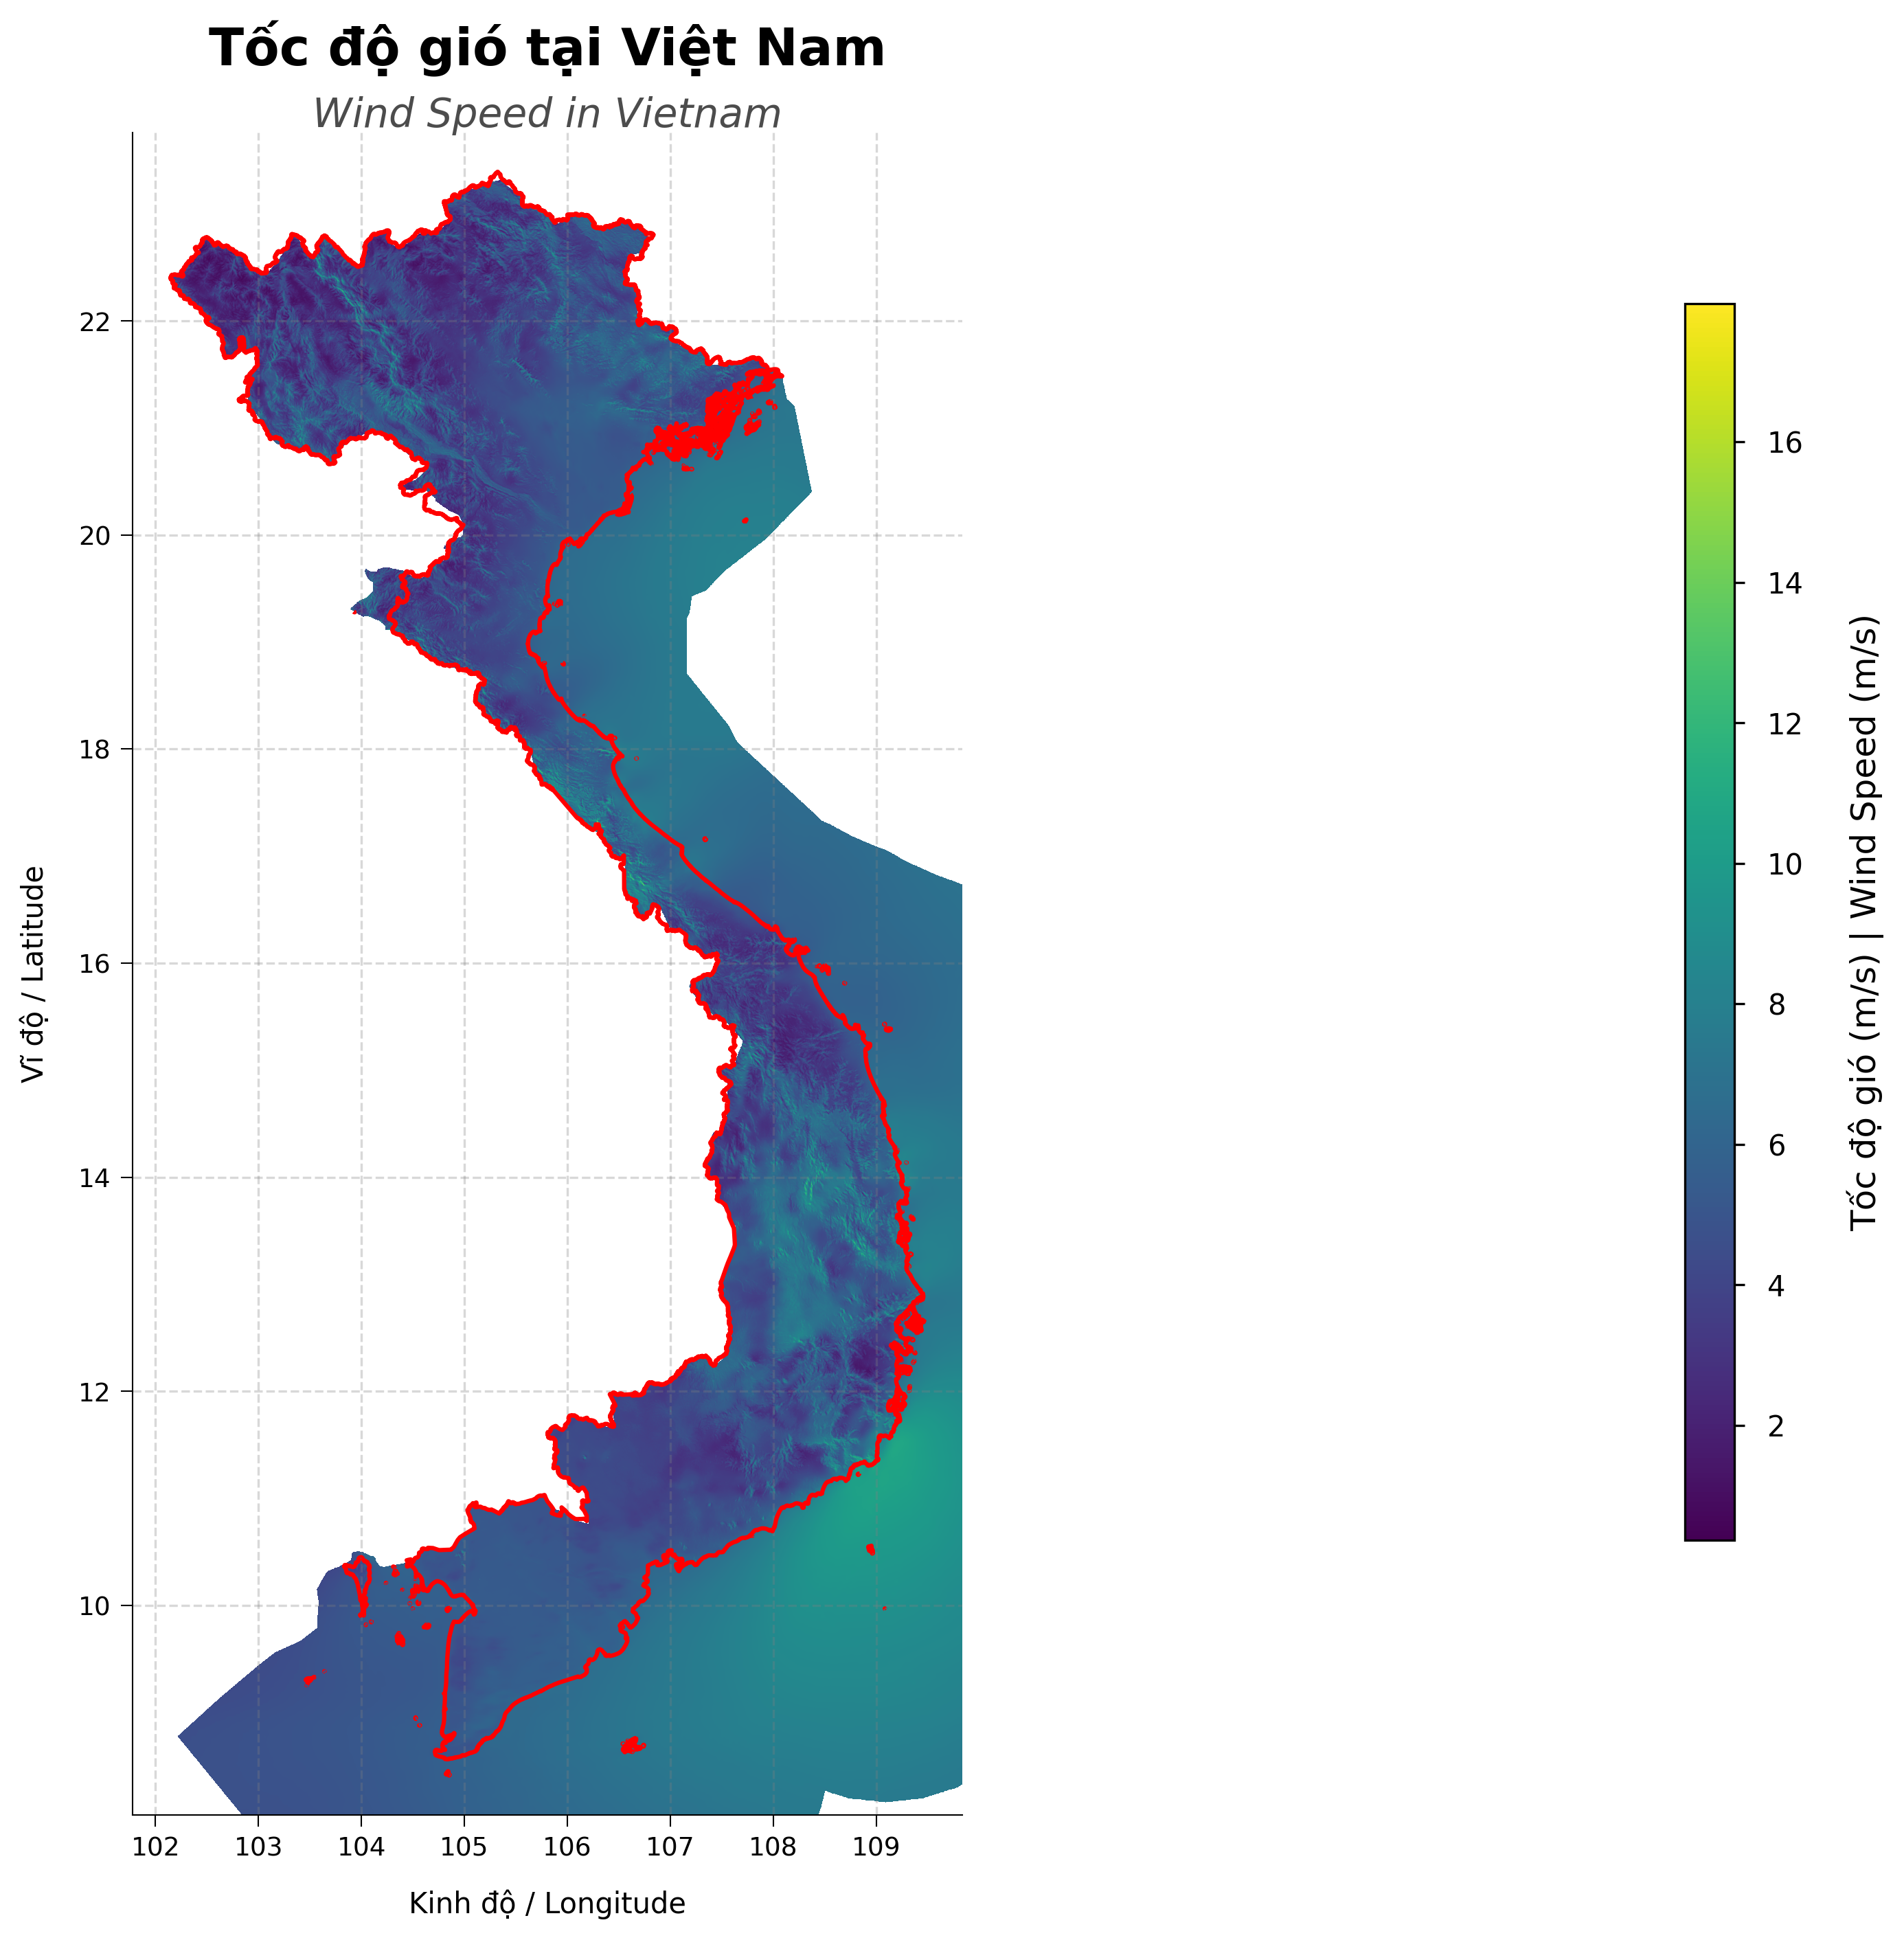 Tốc độ gió tại Việt Nam
Wind Speed in Vietnam
Vĩ độ / Latitude
22
20
18
16
14
12
10
102 103 104 105 106 107 108 109
Kinh độ / Longitude
16
14
12
10
8
6
4
2
Tốc độ gió (m/s) | Wind Speed (m/s)